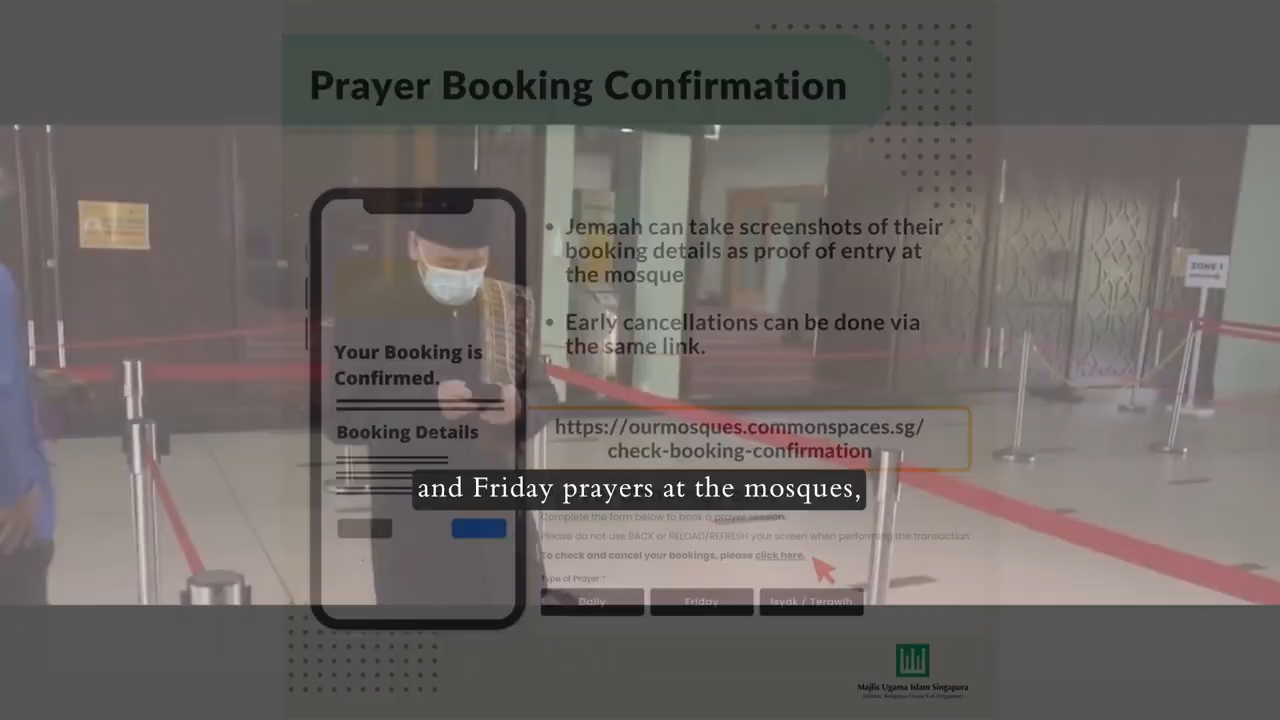 Prayer Booking Confirmation
• Jemaah can take screenshots of their
booking details as proof of entry at
the mosque
• Early cancellations can be done via
the same link.
Your Booking is
Confirmed.
Booking Details
https://ourmosques.commonspaces.sg/
check-booking-confirmation
ZONE 1
and Friday prayers at the mosques,
Complete the form below to book a prayer session.
Please do not use BACK or RELOAD/REFRESH your screen when performing the transaction
To check and cancel your bookings, please click here.
Type of Prayer *
Daily
Friday
Isyak / Terawih
Majlis Ugama Islam Singapura